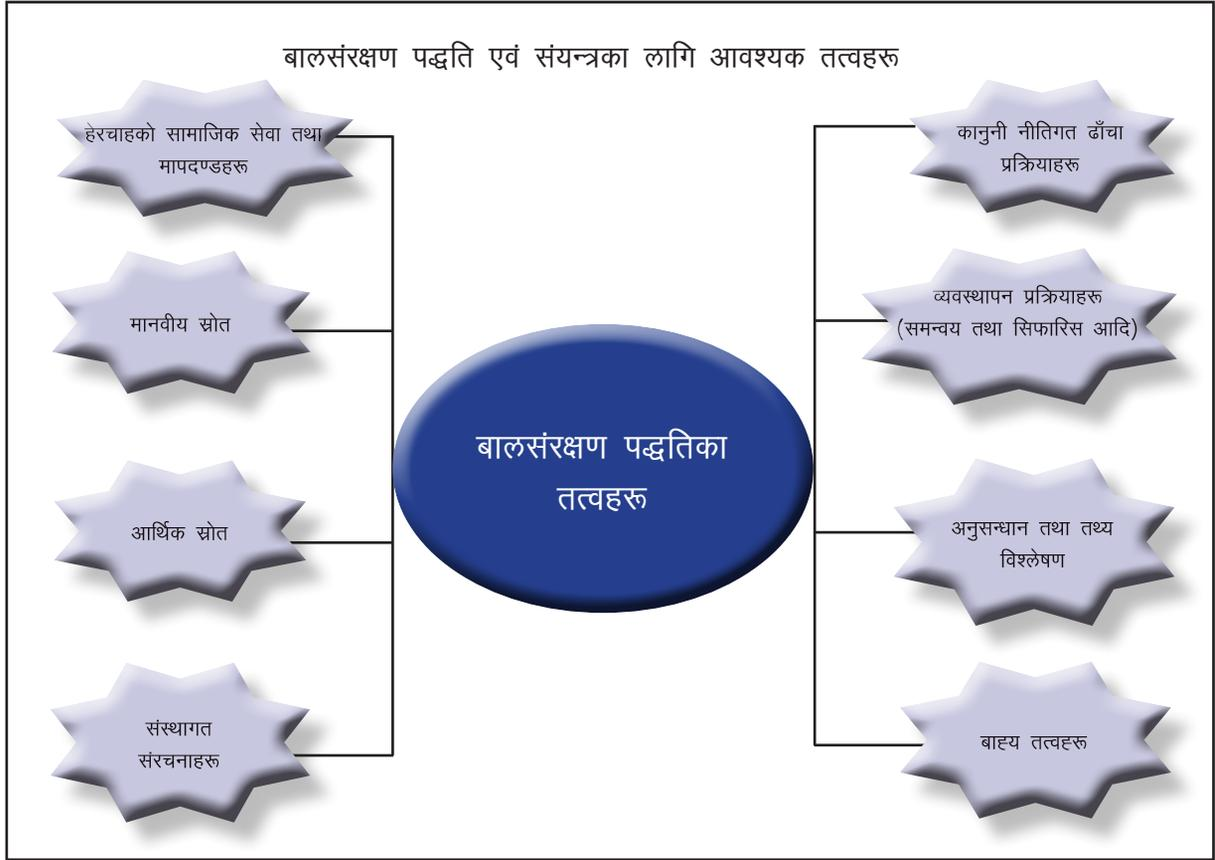 बालसंरक्षण पद्धति एवं संयन्त्रका लागि आवश्यक तत्वहरू
हेरचाहको सामाजिक सेवा तथा
मापदण्डहरू
मानवीय स्रोत
आर्थिक स्रोत
संस्थागत
संरचनाहरू
बालसंरक्षण पद्धतिका
तत्वहरू
कानुनी नीतिगत ढाँचा
प्रक्रियाहरू
व्यवस्थापन प्रक्रियाहरू
(समन्वय तथा सिफारिस आदि)
अनुसन्धान तथा तथ्य
विश्लेषण
बाह्य तत्वह्रू